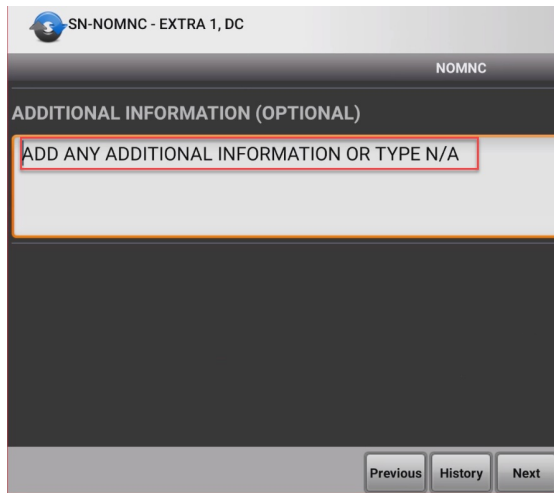 SN-NOMNC - EXTRA 1, DC
NOMNC
ADDITIONAL INFORMATION (OPTIONAL)
ADD ANY ADDITIONAL INFORMATION OR TYPE N/A
Previous History Next